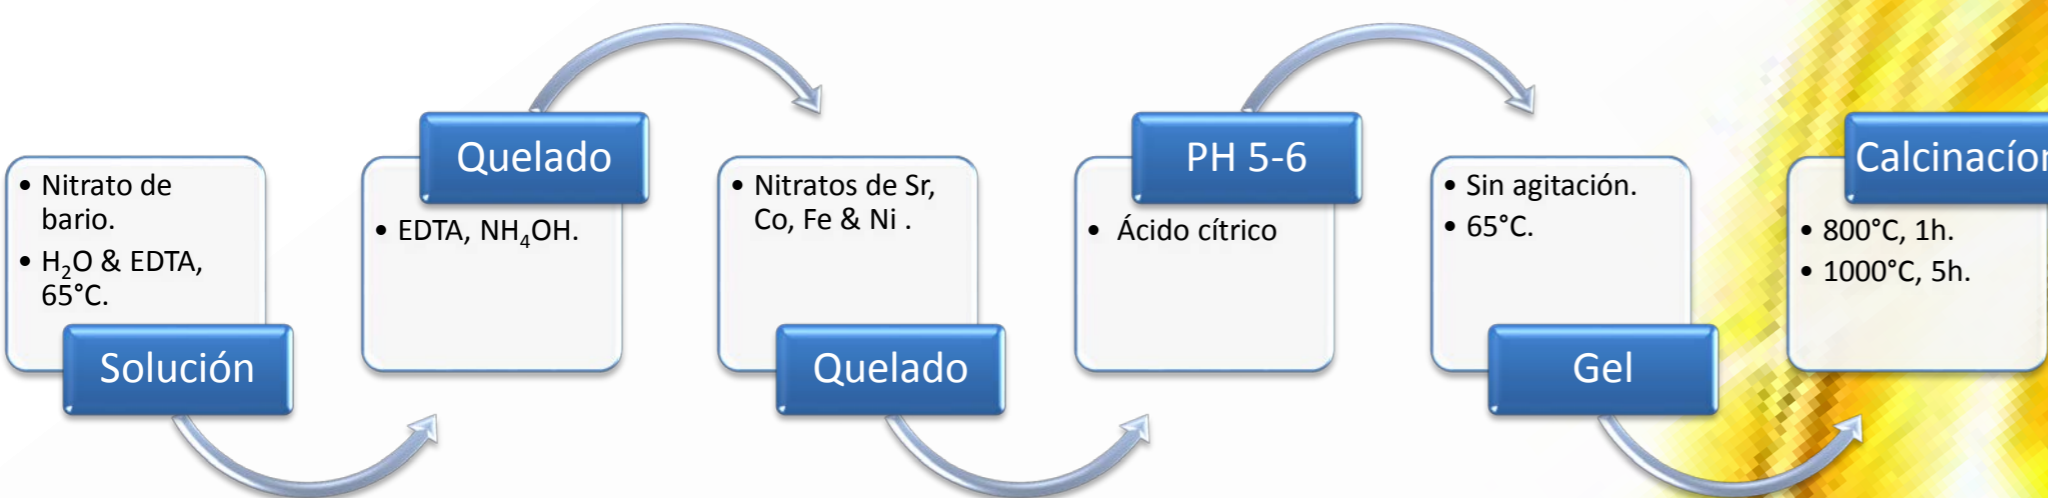 • Nitrato de
bario.
• H₂O & EDTA,
65°C.
Solución
Quelado
• EDTA, NH₄OH.
• Nitratos de Sr,
Co, Fe & Ni .
Quelado
PH 5-6
• Ácido cítrico
• Sin agitación.
• 65°C.
Gel
Calcinacíor
• 800°C, 1h.
• 1000°C, 5h.